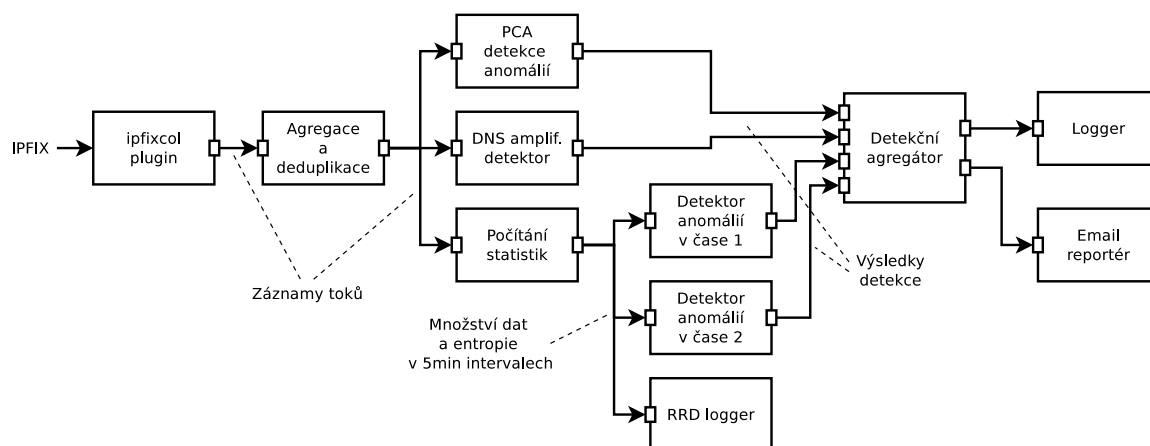 IPFIX
ipfixcol
plugin
Agregace
a
deduplikace
PCA
detekce
anomálií
DNS amplif.
detektor
Počítání
statistik
Detektor
anomálií
v čase 1
Detektor
anomálií
v čase 2
RRD logger
Detekční
agregátor
Logger
Email
reportér
Záznamy toků
Množství dat
a entropie
v 5min intervalech
Výsledky
detekce